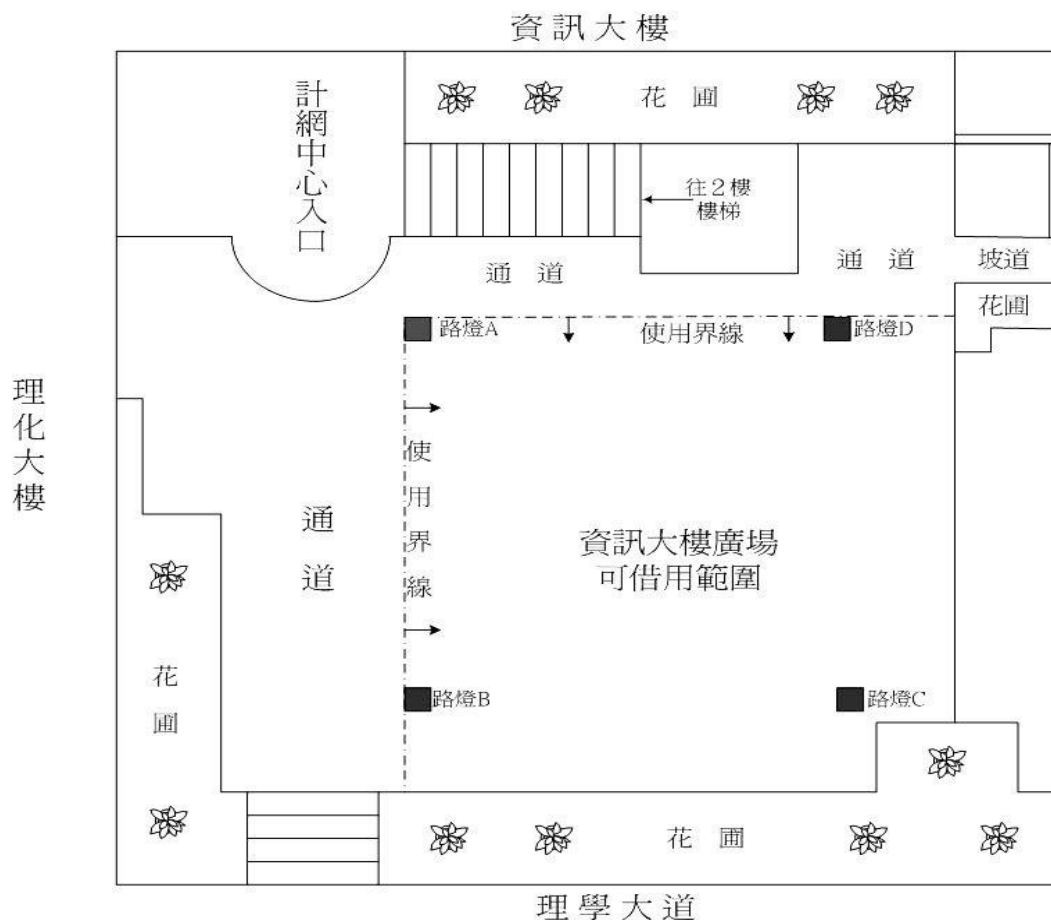 資訊大樓
計網中心入口
花圃
往2樓
樓梯
通道
通道
坡道
花圃
路燈A
使用界線
路燈D
理化大樓
使用界線
通道
資訊大樓廣場
可借用範圍
花圃
路燈B
路燈C
花圃
理學大道